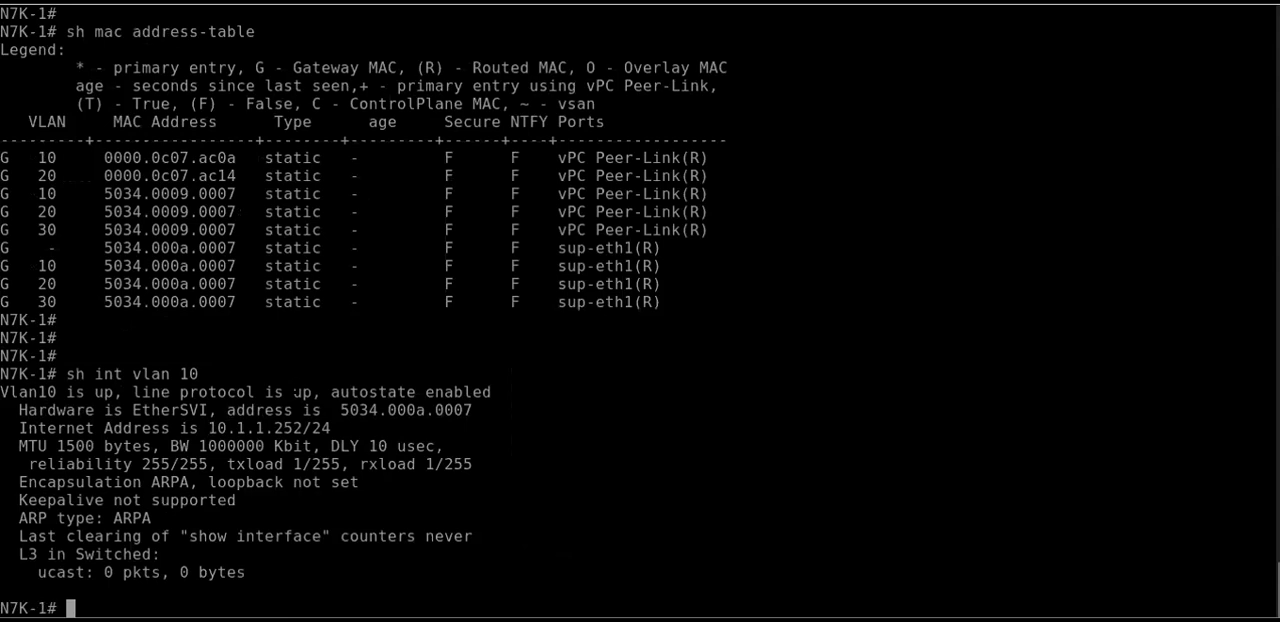 N7K-1#
N7K-1# sh mac address-table
Legend:
        * - primary entry, G - Gateway MAC, (R) - Routed MAC, O - Overlay MAC
        age - seconds since last seen,+ - primary entry using vPC Peer-Link,
        (T) - True, (F) - False, C - ControlPlane MAC, ~ - vsan
   VLAN     MAC Address      Type      age     Secure NTFY Ports
---------+-----------------+--------+---------+------+----+------------------
G   10     0000.0c07.ac0a   static   -         F      F    vPC Peer-Link(R)
G   20     0000.0c07.ac14   static   -         F      F    vPC Peer-Link(R)
G   10     5034.0009.0007   static   -         F      F    vPC Peer-Link(R)
G   20     5034.0009.0007   static   -         F      F    vPC Peer-Link(R)
G   30     5034.0009.0007   static   -         F      F    vPC Peer-Link(R)
G    -     5034.000a.0007   static   -         F      F    sup-eth1(R)
G   10     5034.000a.0007   static   -         F      F    sup-eth1(R)
G   20     5034.000a.0007   static   -         F      F    sup-eth1(R)
G   30     5034.000a.0007   static   -         F      F    sup-eth1(R)
N7K-1#
N7K-1#
N7K-1#
N7K-1# sh int vlan 10
Vlan10 is up, line protocol is up, autostate enabled
  Hardware is EtherSVI, address is  5034.000a.0007
  Internet Address is 10.1.1.252/24
  MTU 1500 bytes, BW 1000000 Kbit, DLY 10 usec,
   reliability 255/255, txload 1/255, rxload 1/255
  Encapsulation ARPA, loopback not set
  Keepalive not supported
  ARP type: ARPA
  Last clearing of "show interface" counters never
  L3 in Switched:
    ucast: 0 pkts, 0 bytes
N7K-1#